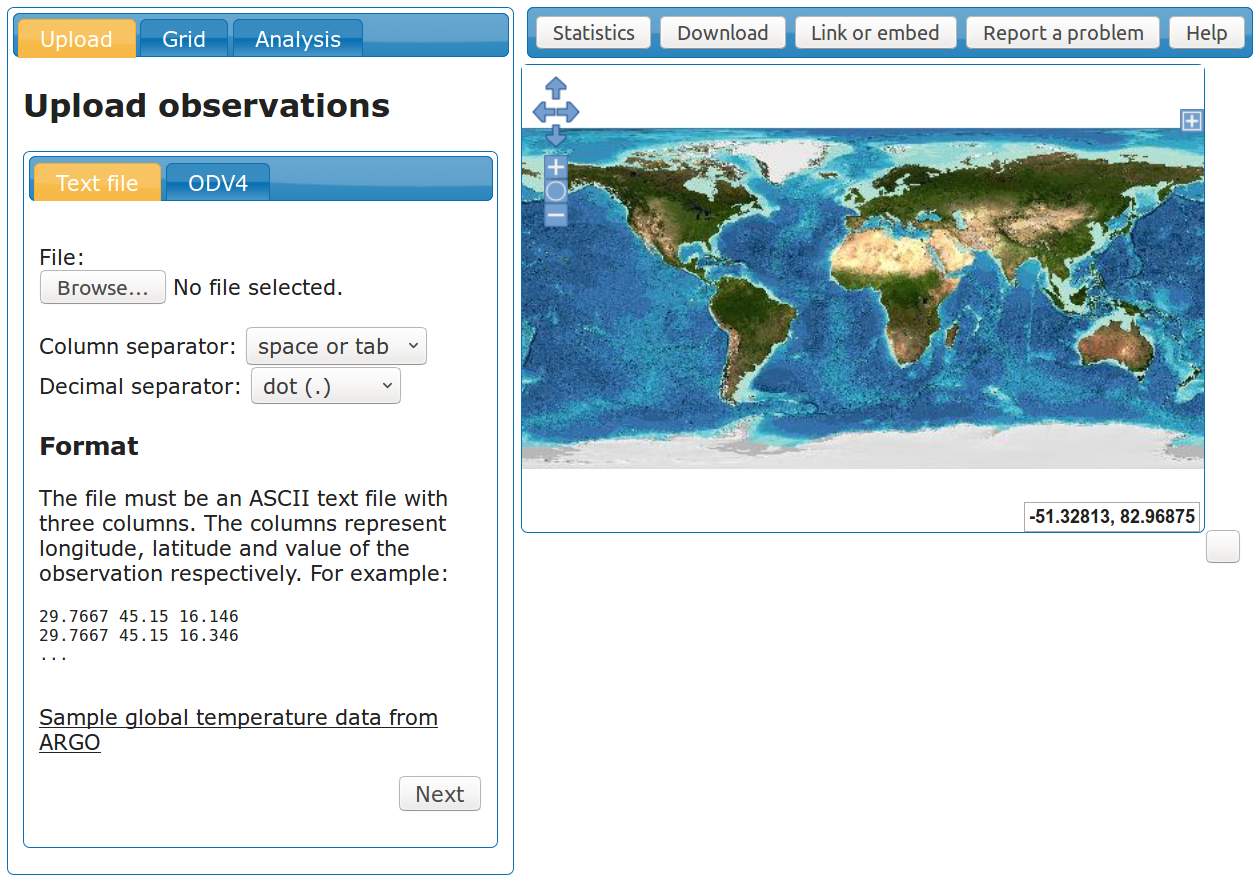 Upload Grid Analysis
Upload observations
Text file ODV4
File:
Browse... No file selected.
Column separator: space or tab
Decimal separator: dot (.)
Format
The file must be an ASCII text file with
three columns. The columns represent
longitude, latitude and value of the
observation respectively. For example:
29.7667 45.15 16.146
29.7667 45.15 16.346
...
Sample global temperature data from
ARGO
Next
Statistics Download Link or embed Report a problem Help
-51.32813, 82.96875